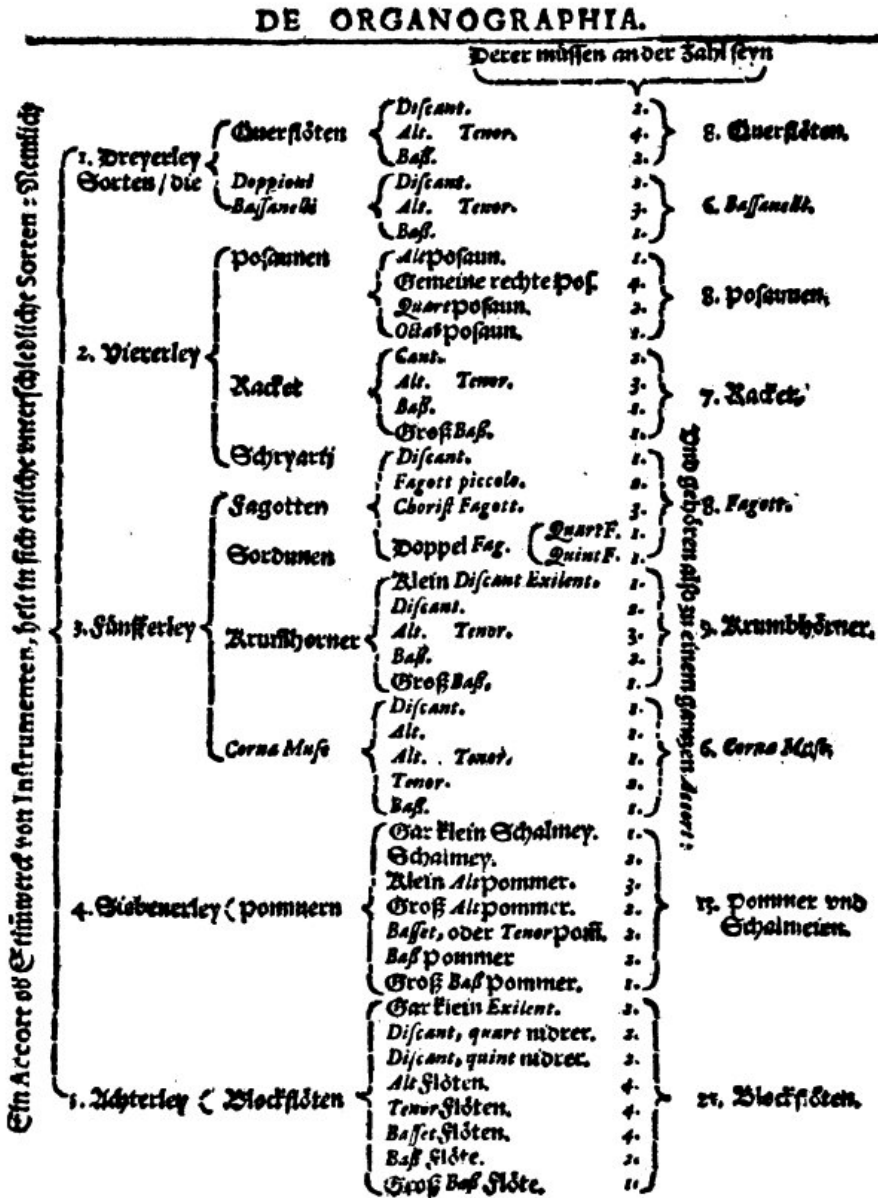 DE ORGANOGRAPHIA.
Derer müssen an der Zahl seyn
Ein Accort od Stimwerck von Instrumenten, helt in sich etliche unterschiedliche Sorten: Nemlich
1. Dreyerley
Sorten / die
Querflöten
Discant. 2.
Alt. Tenor. 4.
Baß. 2.
8. Querflöten.
Doppioni
Bassanelli
Discant. 2.
Alt. Tenor. 3.
Baß. 1.
6. Bassanelli.
2. Viererley
Posaunen
Alt Posaun. 1.
Gemeine rechte Pos. 4.
Quart Posaun. 2.
Octav Posaun. 1.
8. Posaunen.
Racket
Cant. 2.
Alt. Tenor. 3.
Baß. 1.
Groß Baß. 1.
7. Racket.
Schryarti
3. Fünfferley
Fagotten
Discant. 1.
Fagott piccolo. 2.
Chorist Fagott. 3.
Doppel Fag.
Quart F. 1.
Quint F. 1.
8. Fagott.
Sordunen
Krumbhörner
Klein Discant Exilent. 1.
Discant. 2.
Alt. Tenor. 3.
Baß. 2.
Groß Baß. 1.
9. Krumbhörner.
Corna Muse
Discant. 1.
Alt. 1.
Alt. Tenor. 1.
Tenor. 2.
Baß. 1.
6. Corna Muse.
Und gehören also zu einem gantzen Accort:
4. Siebenerley
Pommern
Gar klein Schalmey. 1.
Schalmey. 2.
Klein Alt Pommer. 3.
Groß Alt Pommer. 2.
Basset, oder Tenor Pom. 2.
Baß Pommer 2.
Groß Baß Pommer. 1.
13. Pommer und
Schalmeien.
5. Achterley
Blockflöten
Gar klein Exilent. 2.
Discant, quart nidrer. 2.
Discant, quint nidrer. 2.
Alt Flöten. 4.
Tenor Flöten. 4.
Basset Flöten. 4.
Baß Flöte. 2.
Groß Baß Flöte. 1.
21. Blockflöten.